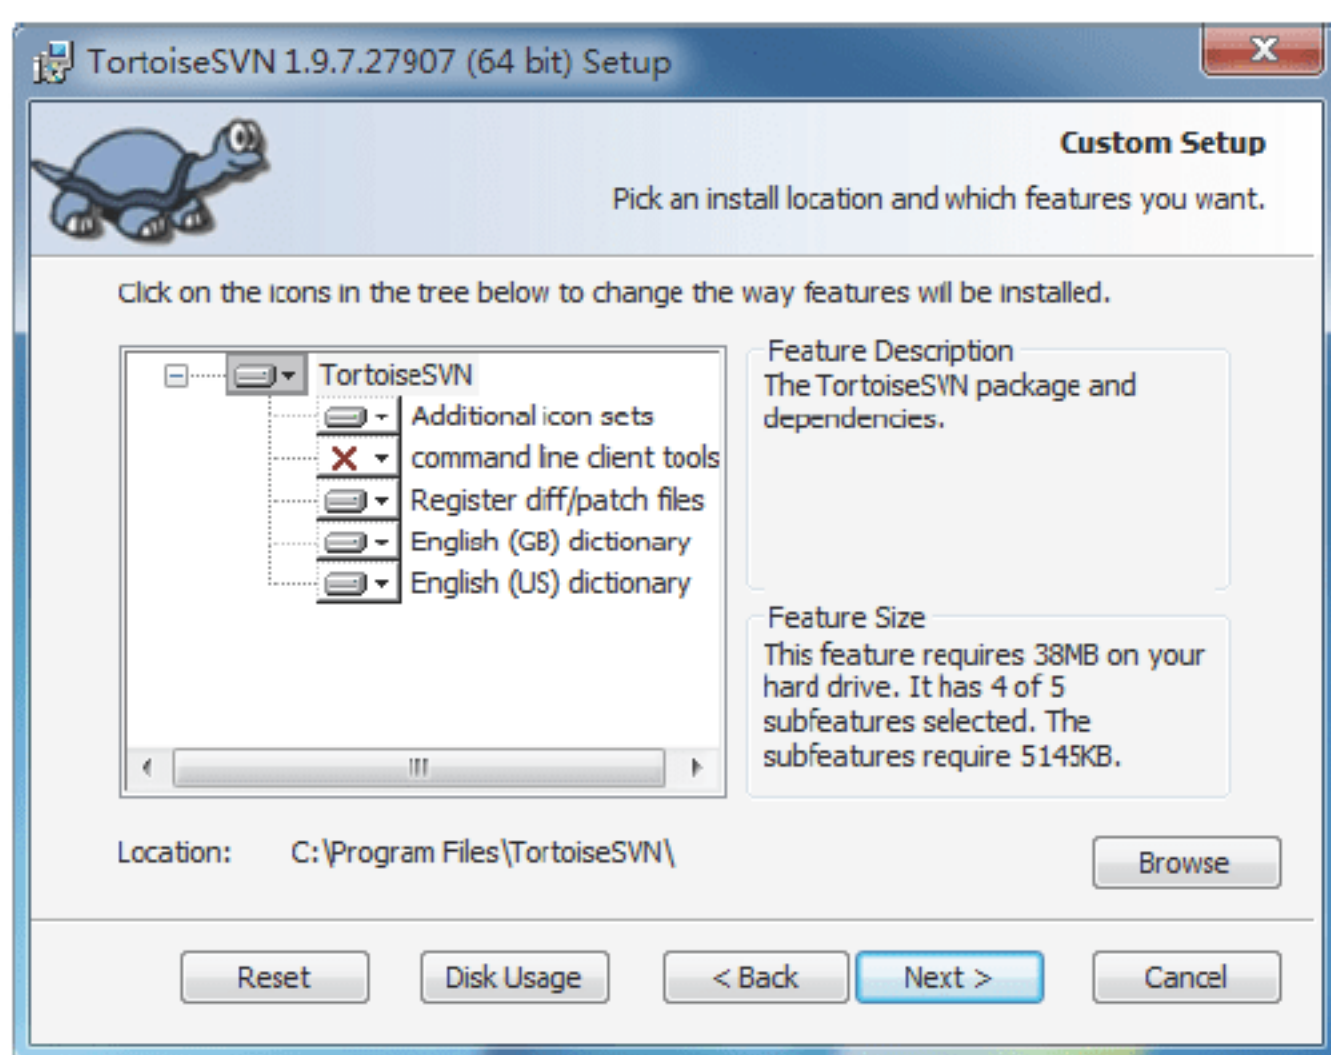 TortoiseSVN 1.9.7.27907 (64 bit) Setup
Custom Setup
Pick an install location and which features you want.
Click on the icons in the tree below to change the way features will be installed.
TortoiseSVN
Additional icon sets
command line client tools
Register diff/patch files
English (GB) dictionary
English (US) dictionary
Feature Description
The TortoiseSVN package and
dependencies.
Feature Size
This feature requires 38MB on your
hard drive. It has 4 of 5
subfeatures selected. The
subfeatures require 5145KB.
Location: C:\Program Files\TortoiseSVN\
Browse
Reset Disk Usage < Back Next > Cancel